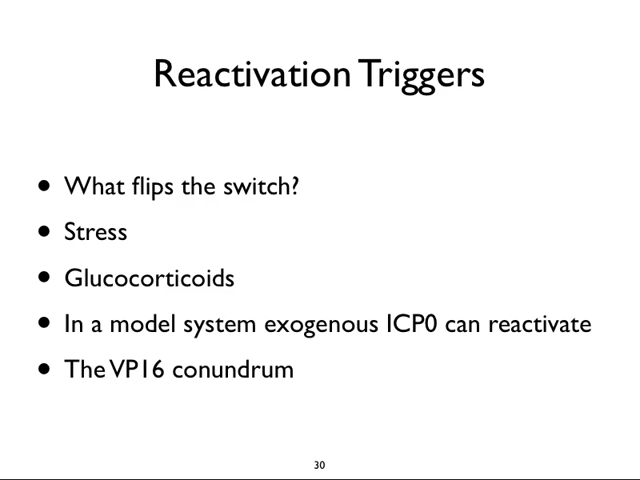 Reactivation Triggers
• What flips the switch?
• Stress
• Glucocorticoids
• In a model system exogenous ICP0 can reactivate
• The VP16 conundrum
30